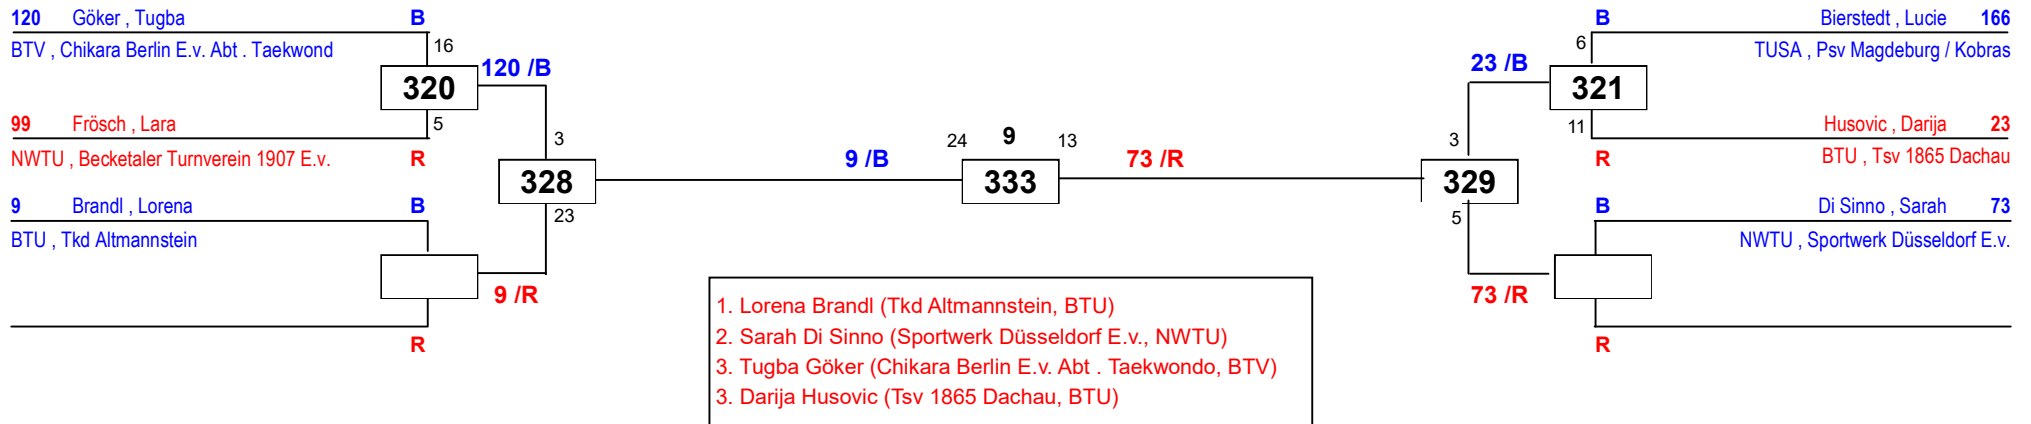 120 Göker , Tugba B
BTV , Chikara Berlin E.v. Abt . Taekwond
16
320
120 /B
5
99 Frösch , Lara
NWTU , Becketaler Turnverein 1907 E.v. R
3
328
23
9 Brandl , Lorena B
BTU , Tkd Altmannstein
9 /R
R
9 /B
24 9 13
333
73 /R
B Bierstedt , Lucie 166
6
TUSA , Psv Magdeburg / Kobras
23 /B
321
11
Husovic , Darija 23
R BTU , Tsv 1865 Dachau
3
329
5
B Di Sinno , Sarah 73
NWTU , Sportwerk Düsseldorf E.v.
73 /R
R
1. Lorena Brandl (Tkd Altmannstein, BTU)
2. Sarah Di Sinno (Sportwerk Düsseldorf E.v., NWTU)
3. Tugba Göker (Chikara Berlin E.v. Abt . Taekwondo, BTV)
3. Darija Husovic (Tsv 1865 Dachau, BTU)